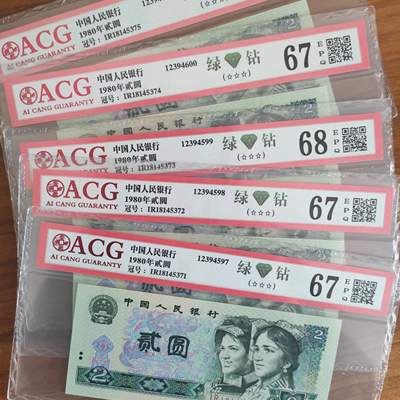 ACG
AI CANG GUARANTY
中国人民银行
1980年贰圆
冠号：IR18145375
(☆☆☆)
ACG
AI CANG GUARANTY
中国人民银行
1980年贰圆
冠号：IR18145374
12394600
绿 钻
(☆☆☆)
67
EPQ
ACG
AI CANG GUARANTY
中国人民银行
1980年贰圆
冠号：IR18145373
12394599
绿 钻
(☆☆☆)
68
EPQ
ACG
AI CANG GUARANTY
中国人民银行
1980年贰圆
冠号：IR18145372
12394598
绿 钻
(☆☆☆)
67
EPQ
ACG
AI CANG GUARANTY
中国人民银行
1980年贰圆
冠号：IR18145371
12394597
绿 钻
(☆☆☆)
67
EPQ
中国人民银行
贰圆
2
2